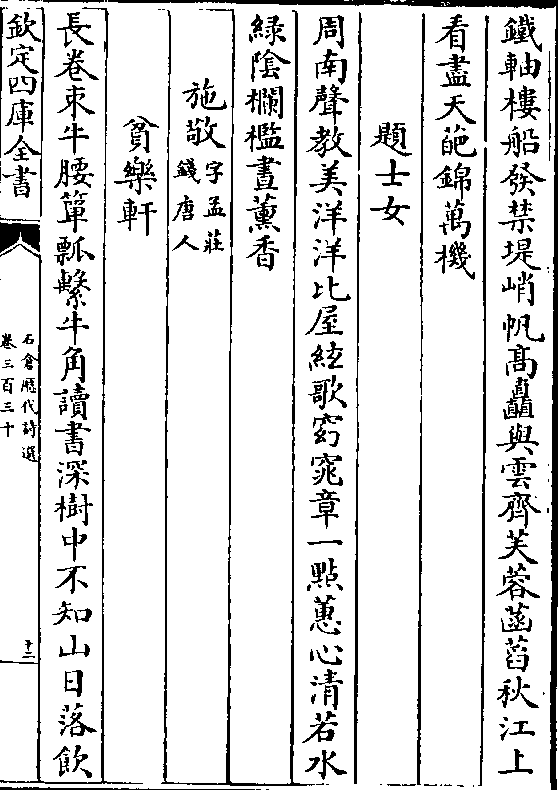 鐵軸樓船發禁堤峭帆髙矗與雲齊芙蓉菡萏秋江上
看盡天葩錦萬機
題士女
周南聲教美洋洋比屋絃歌窈窕章一㸃蕙心清若水
緑陰欄檻晝薰香
施敬字孟莊
錢唐人
貧樂軒
長卷束牛腰簞瓢繫牛角讀書深樹中不知山日落飲
欽定四庫全書
石倉厯代詩選
卷三百三十
十二